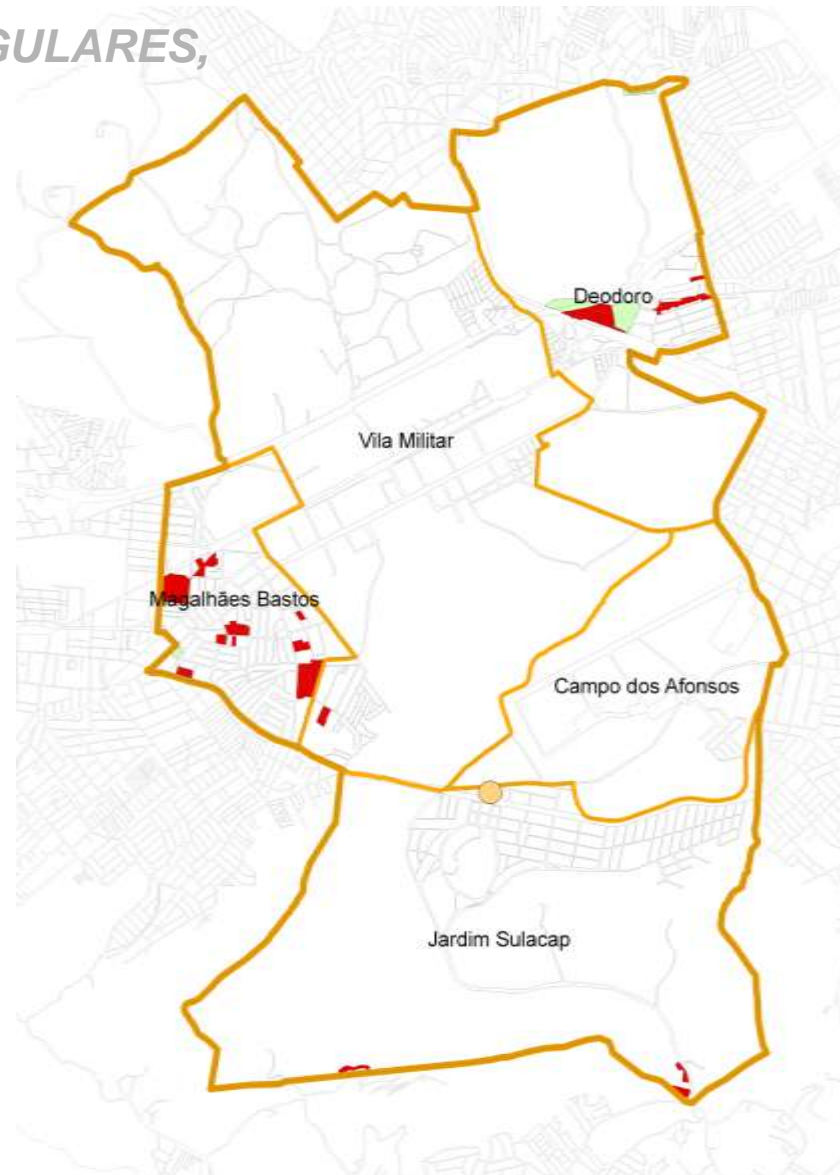 GULARES,
Deodoro
Vila Militar
Magalhães Bastos
Campo dos Afonsos
Jardim Sulacap